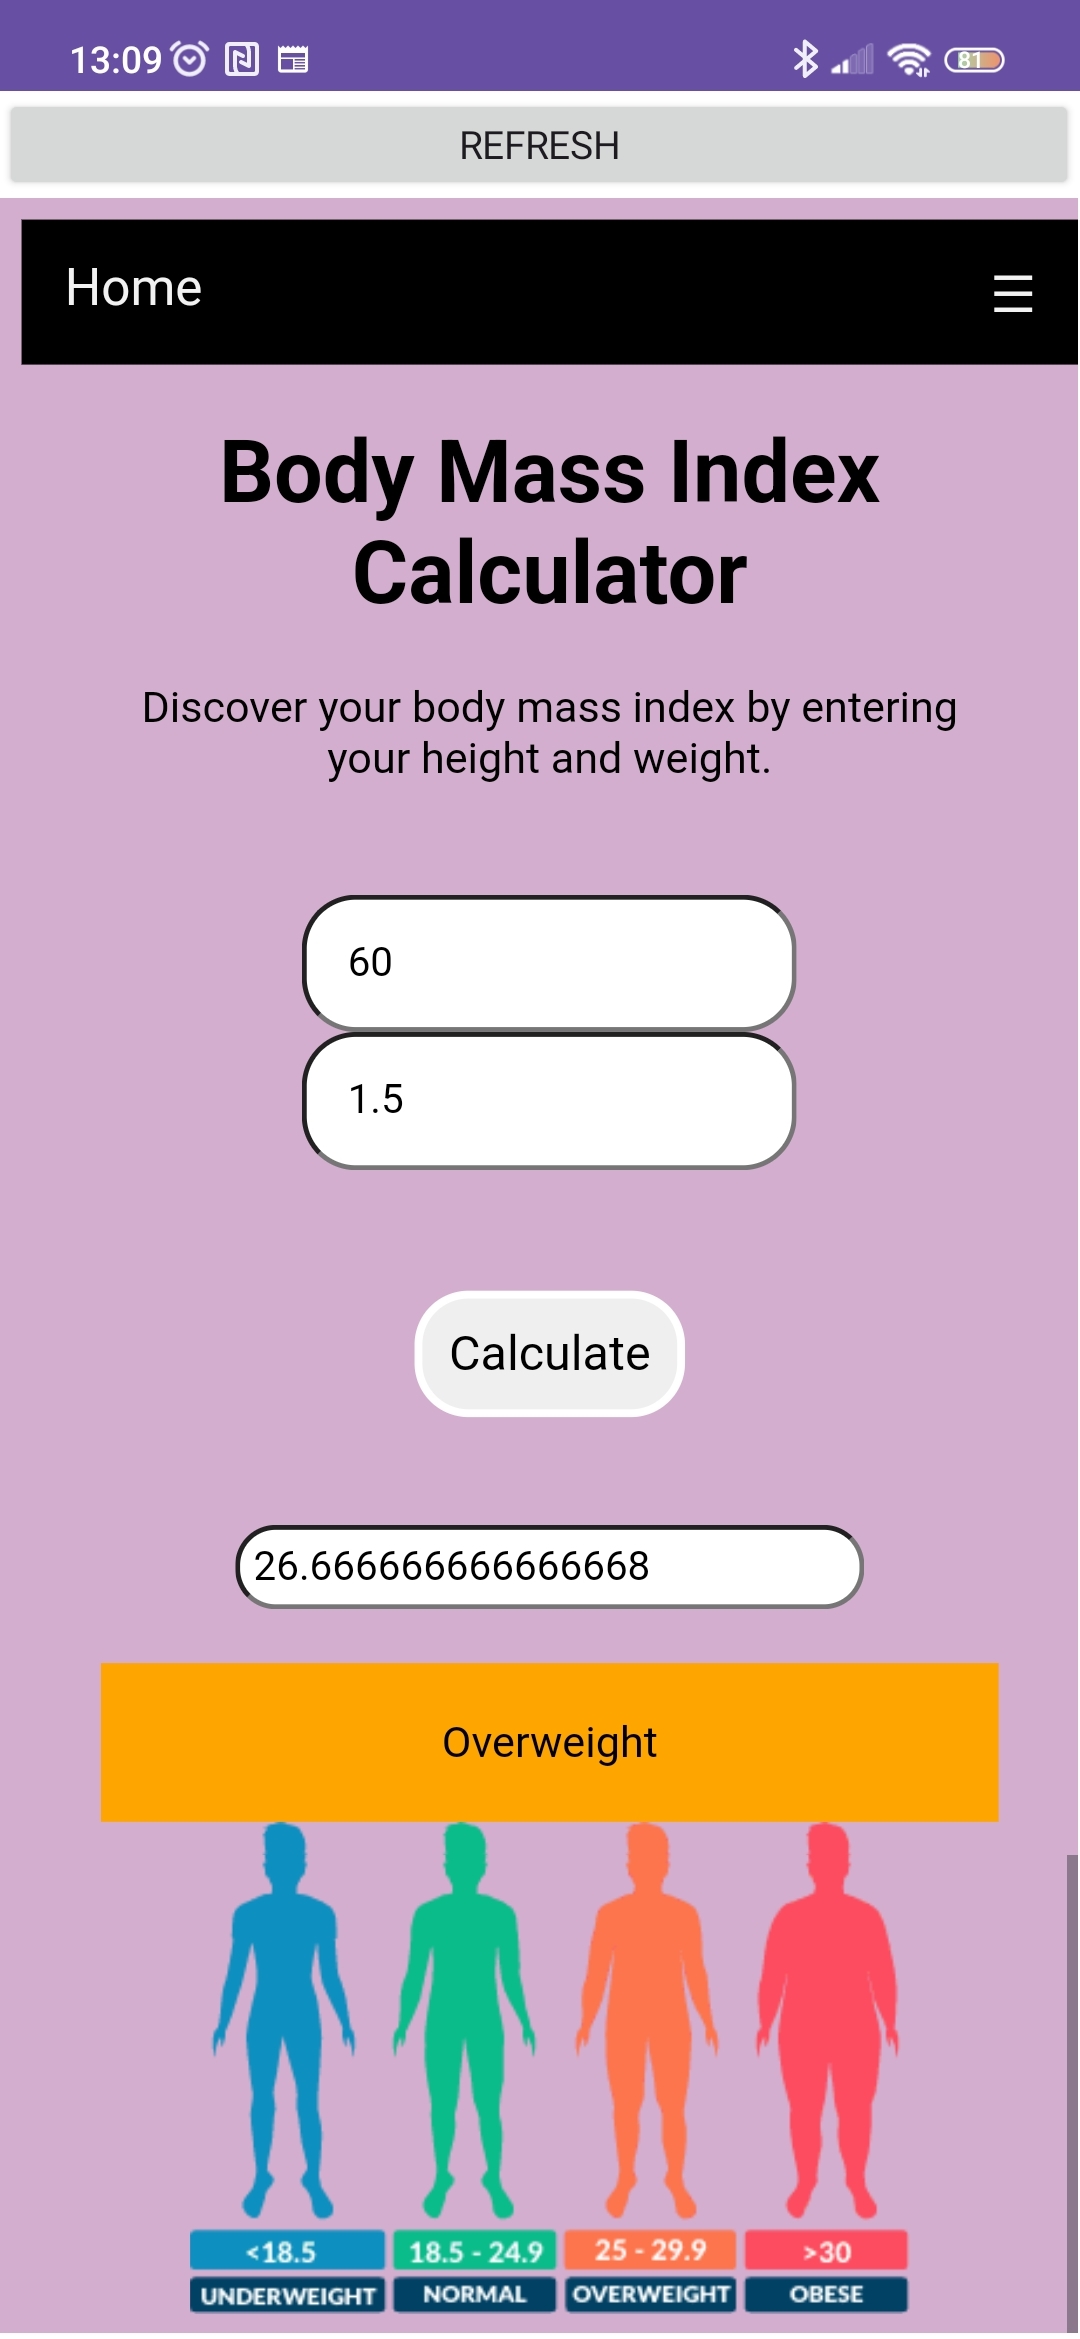 13:09
81
REFRESH
Home
Body Mass Index
Calculator
Discover your body mass index by entering
your height and weight.
60
1.5
Calculate
26.666666666666668
Overweight
<18.5 18.5 - 24.9 25 - 29.9 >30
UNDERWEIGHT NORMAL OVERWEIGHT OBESE